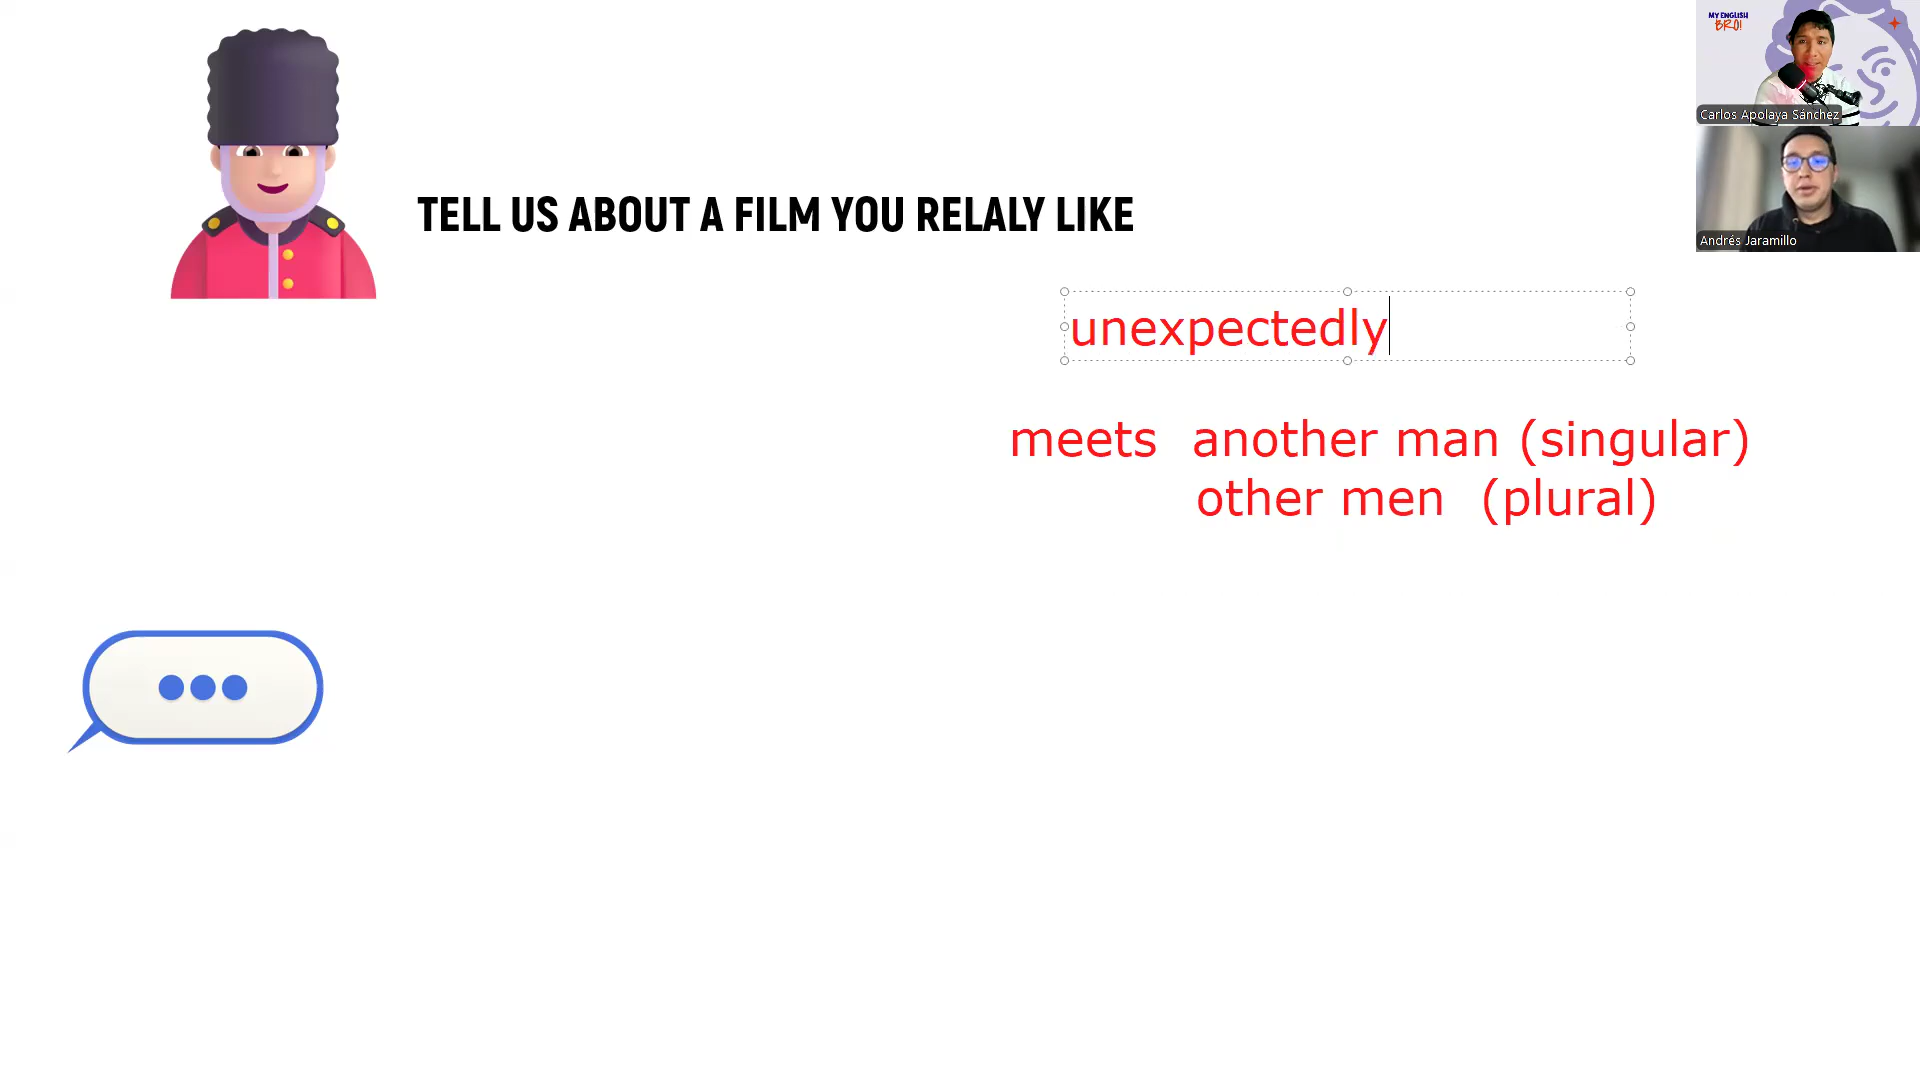 MY ENGLISH
BRO!
Carlos Apolaya Sánchez
TELL US ABOUT A FILM YOU RELALY LIKE
Andrés Jaramillo
unexpectedly
meets another man (singular)
other men (plural)